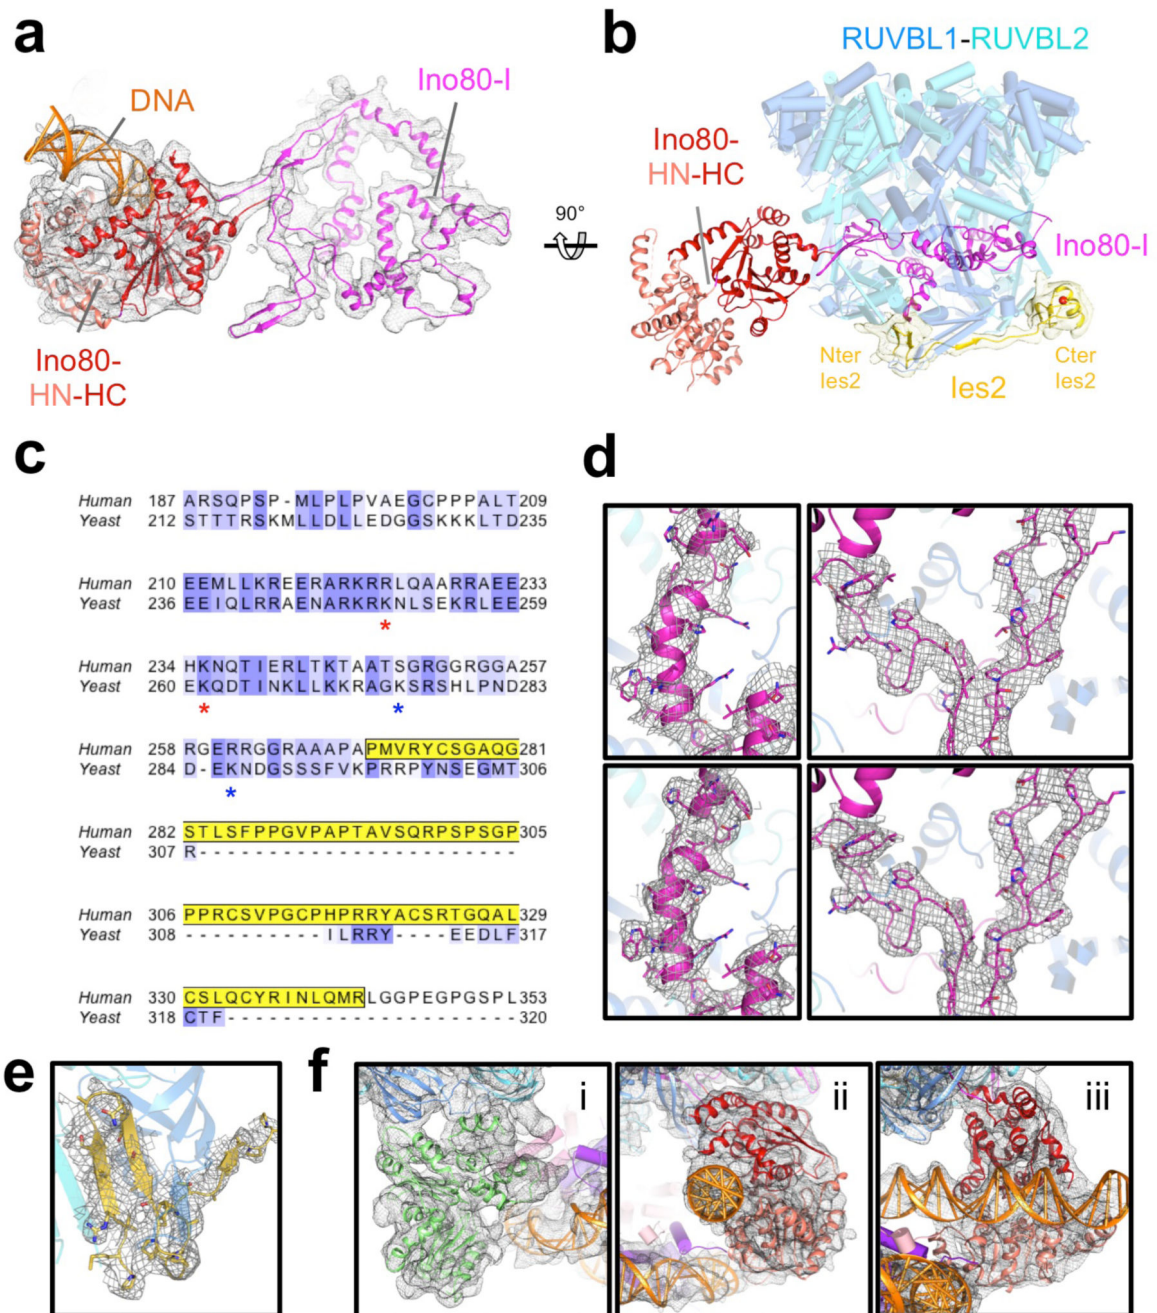 a
DNA
Ino80-I
Ino80-
HN-HC
90°
b
RUVBL1-RUVBL2
Ino80-
HN-HC
Ino80-I
Nter
Ies2
Ies2
Cter
Ies2
c
Human 187 ARSQPSP-MLPLPVAEGCPPPALT 209
Yeast 212 STTTRSKMLLDLLEDGGSKKKLTD 235
Human 210 EEMLLKREERARKRRLQAARRAEE 233
Yeast 236 EEIQLRRAENARKRKNLSEKRLEE 259
*
Human 234 HKNQTIERLTKTAATSGRGGRGGA 257
Yeast 260 EKQDTINKLLKKRAGKSRSHLPND 283
* *
Human 258 RGERRGGRAAAPAPMVRYCSGAQG 281
Yeast 284 D-EKNDGSSSFVKPRRPYNSEGMT 306
*
Human 282 STLSFPPGVPAPTAVSQRPSPSGP 305
Yeast 307 R-----------------------
Human 306 PPRCSVPGCPHPRRYACSRTGQAL 329
Yeast 308 ----------ILRRY----EEDLF 317
Human 330 CSLQCYRINLQMRLGGPEGPGSPL 353
Yeast 318 CTF--------------------- 320
d
e
f
i
ii
iii